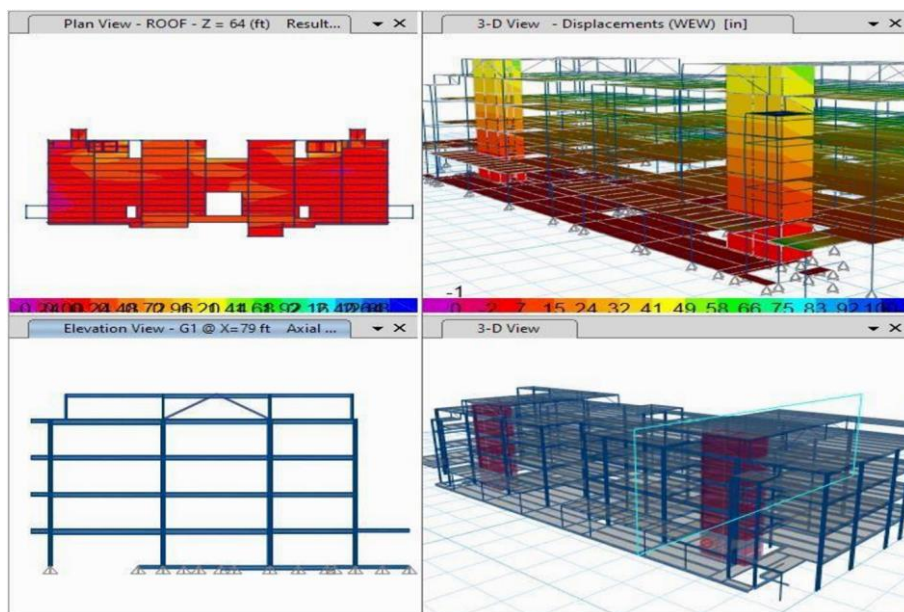 Plan View - ROOF - Z = 64 (ft) Result...
3-D View - Displacements (WEW) [in]
-1
-2 7 15 24 32 41 49 58 66 75 83 92
Elevation View - G1 @ X=79 ft Axial ...
3-D View